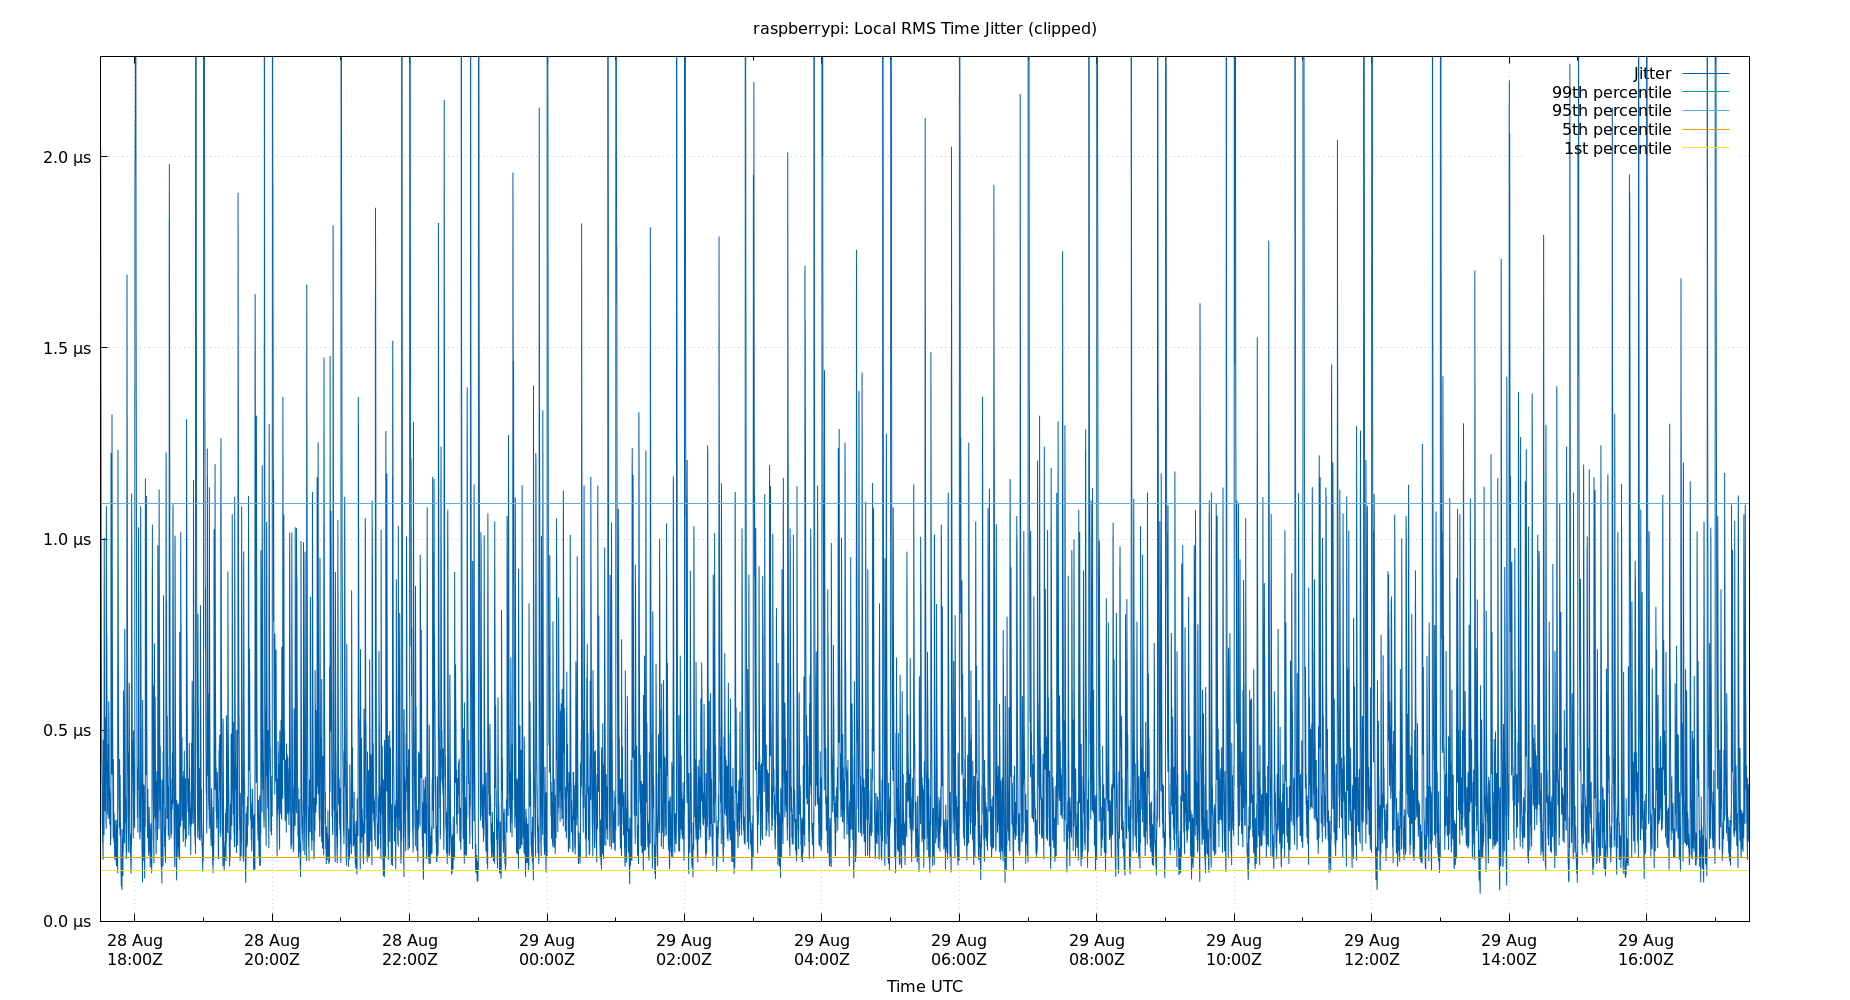 raspberrypi: Local RMS Time Jitter (clipped)
Jitter
99th percentile
95th percentile
5th percentile
1st percentile
2.0 µs
1.5 µs
1.0 µs
0.5 µs
0.0 µs
28 Aug 28 Aug 28 Aug 29 Aug 29 Aug 29 Aug 29 Aug 29 Aug 29 Aug 29 Aug 29 Aug 29 Aug
18:00Z 20:00Z 22:00Z 00:00Z 02:00Z 04:00Z 06:00Z 08:00Z 10:00Z 12:00Z 14:00Z 16:00Z
Time UTC